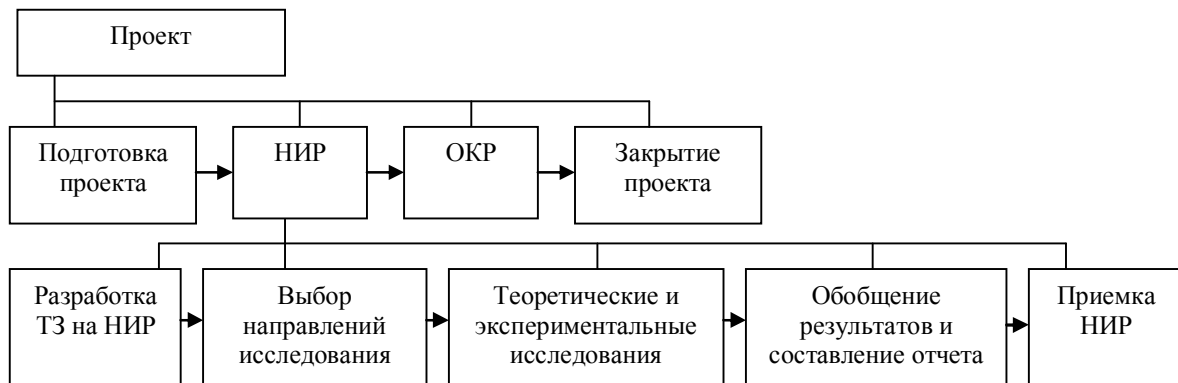 Проект
Подготовка
проекта
НИР
ОКР
Закрытие
проекта
Разработка
ТЗ на НИР
Выбор
направлений
исследования
Теоретические и
экспериментальные
исследования
Обобщение
результатов и
составление отчета
Приемка
НИР